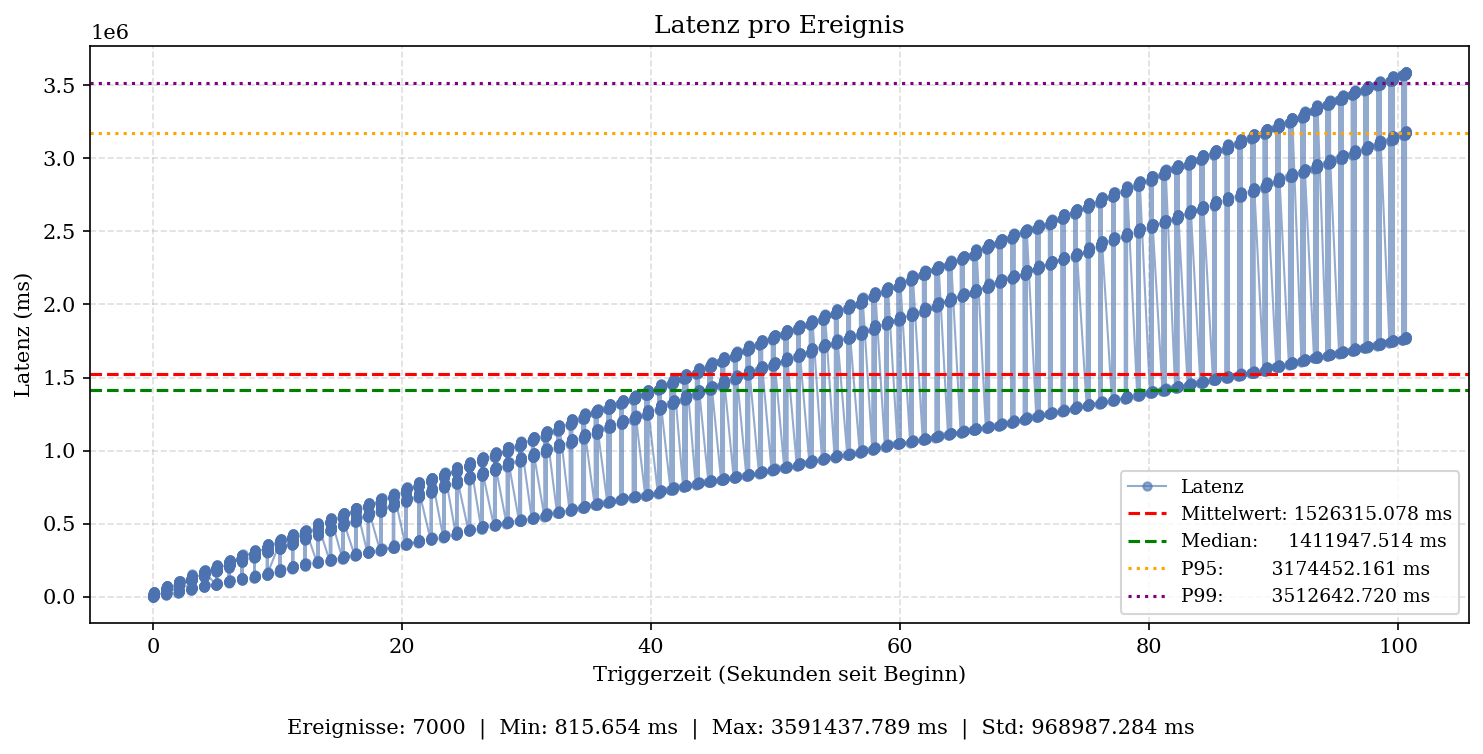 Latenz pro Ereignis
1e6
3.5
3.0
2.5
2.0
1.5
1.0
0.5
0.0
Latenz (ms)
Latenz
Mittelwert: 1526315.078 ms
Median: 1411947.514 ms
P95: 3174452.161 ms
P99: 3512642.720 ms
0 20 40 60 80 100
Triggerzeit (Sekunden seit Beginn)
Ereignisse: 7000 | Min: 815.654 ms | Max: 3591437.789 ms | Std: 968987.284 ms